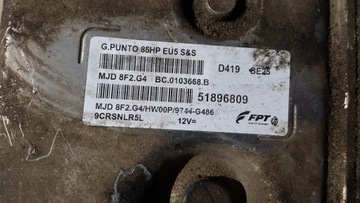 G.PUNTO 85HP EU5 S&S
D419 BE25
MJD 8F2.G4 BC.0103668.B
51896809
MJD 8F2.G4/HW00P/9744-G486
9CRSNLR5L 12V=
FPT